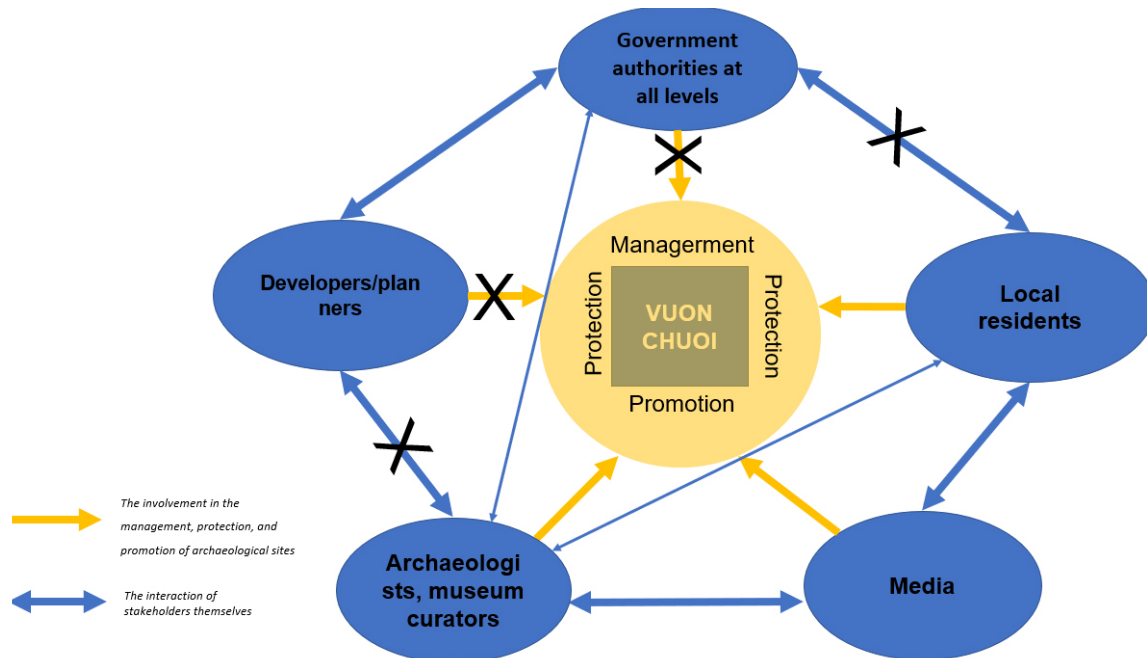 Government
authorities at
all levels
Developers/plan
ners
Managerment
Protection
VUON
CHUOI
Protection
Promotion
Local
residents
Archaeologi
sts, museum
curators
Media
The involvement in the
management, protection, and
promotion of archaeological sites
The interaction of
stakeholders themselves